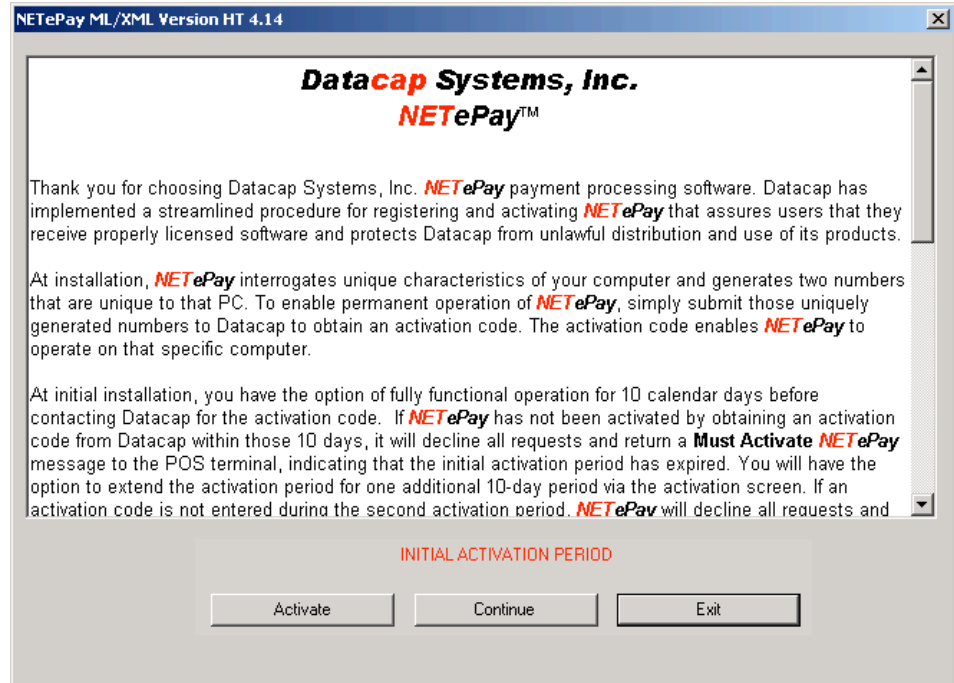 NETePay ML/XML Version HT 4.14
Datacap Systems, Inc.
NETePay™
Thank you for choosing Datacap Systems, Inc. NETePay payment processing software. Datacap has
implemented a streamlined procedure for registering and activating NETePay that assures users that they
receive properly licensed software and protects Datacap from unlawful distribution and use of its products.
At installation, NETePay interrogates unique characteristics of your computer and generates two numbers
that are unique to that PC. To enable permanent operation of NETePay, simply submit those uniquely
generated numbers to Datacap to obtain an activation code. The activation code enables NETePay to
operate on that specific computer.
At initial installation, you have the option of fully functional operation for 10 calendar days before
contacting Datacap for the activation code. If NETePay has not been activated by obtaining an activation
code from Datacap within those 10 days, it will decline all requests and return a Must Activate NETePay
message to the POS terminal, indicating that the initial activation period has expired. You will have the
option to extend the activation period for one additional 10-day period via the activation screen. If an
activation code is not entered during the second activation period, NETePay will decline all requests and
INITIAL ACTIVATION PERIOD
Activate Continue Exit